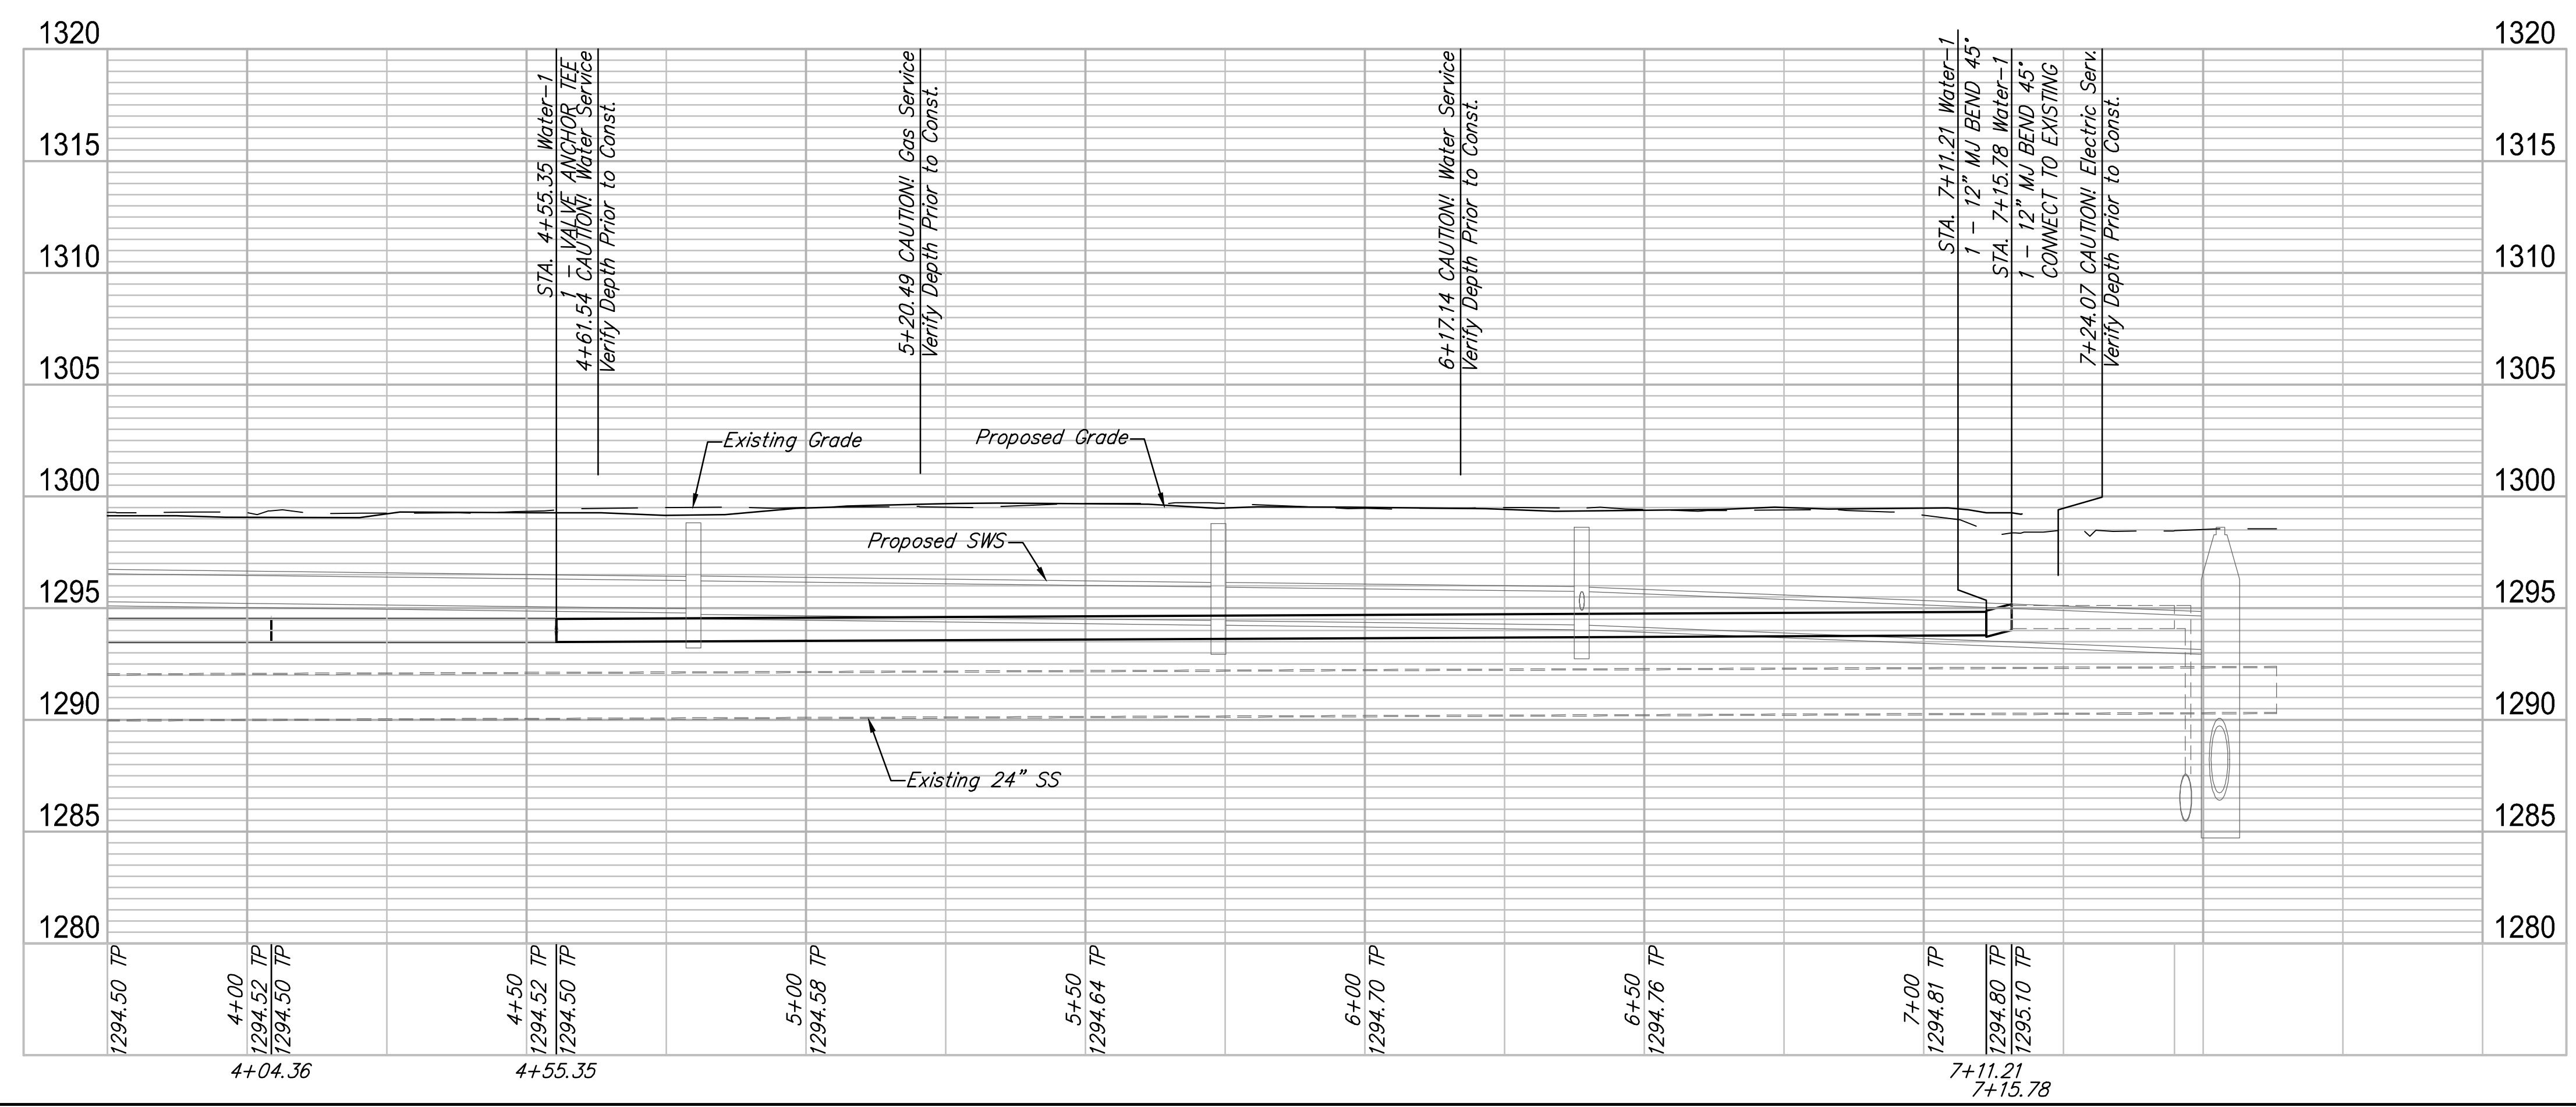 1320
1320
1315
1315
1310
1310
1305
1305
1300
1300
1295
1295
1290
1290
1285
1285
1280
1280
STA. 4+55.35 Water-1
1 - VALVE ANCHOR TEE
4+61.54 CAUTION! Water Service
Verify Depth Prior to Const.
5+20.49 CAUTION! Gas Service
Verify Depth Prior to Const.
6+17.14 CAUTION! Water Service
Verify Depth Prior to Const.
STA. 7+11.21 Water-1
1 - 12" MJ BEND 45°
STA. 7+15.78 Water-1
1 - 12" MJ BEND 45°
CONNECT TO EXISTING
7+24.07 CAUTION! Electric Serv.
Verify Depth Prior to Const.
Existing Grade
Proposed Grade
Proposed SWS
Existing 24" SS
1294.50 TP
4+00
1294.52 TP
1294.50 TP
4+50
1294.52 TP
1294.50 TP
5+00
1294.58 TP
5+50
1294.64 TP
6+00
1294.70 TP
6+50
1294.76 TP
7+00
1294.81 TP
1294.80 TP
1295.10 TP
4+04.36
4+55.35
7+11.21
7+15.78